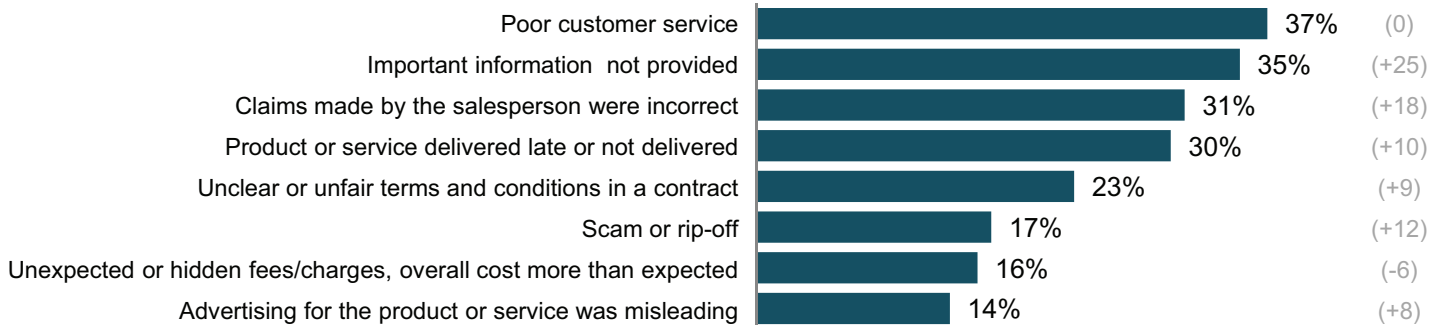 Poor customer service 37% (0)
Important information not provided 35% (+25)
Claims made by the salesperson were incorrect 31% (+18)
Product or service delivered late or not delivered 30% (+10)
Unclear or unfair terms and conditions in a contract 23% (+9)
Scam or rip-off 17% (+12)
Unexpected or hidden fees/charges, overall cost more than expected 16% (-6)
Advertising for the product or service was misleading 14% (+8)